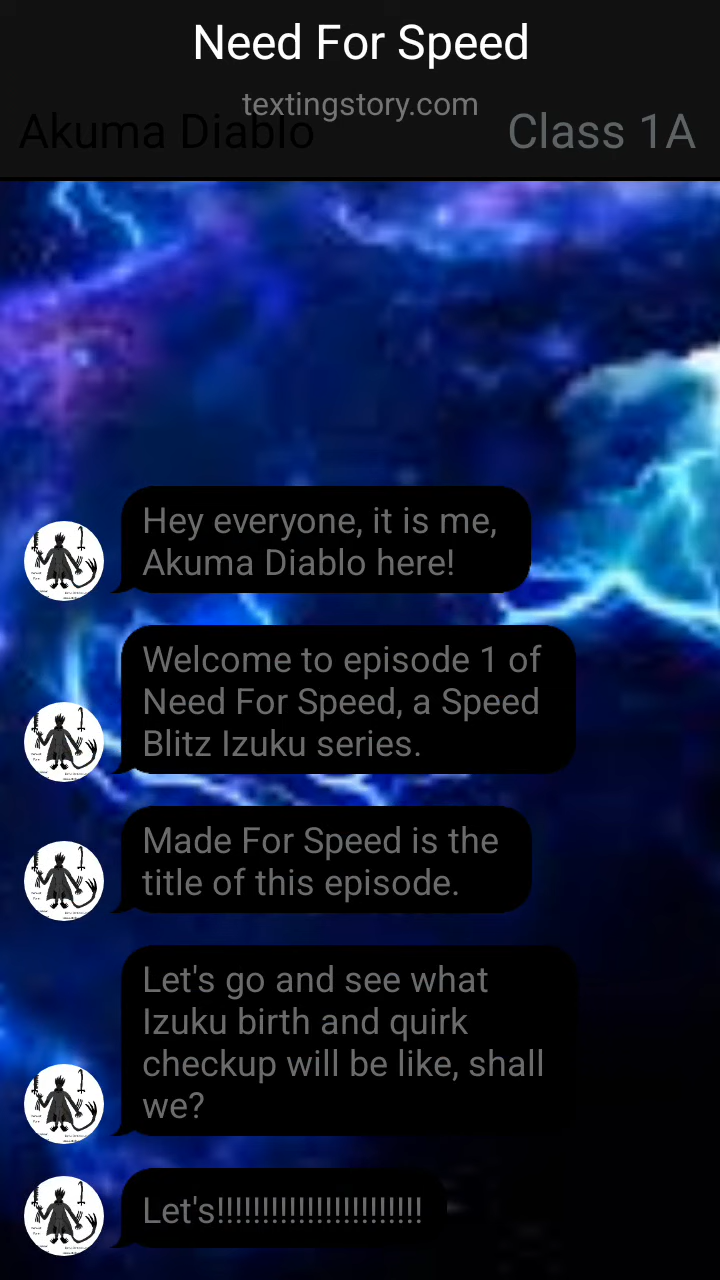 Need For Speed
textingstory.com
Akuma Diablo
Class 1A
Hey everyone, it is me,
Akuma Diablo here!
Welcome to episode 1 of
Need For Speed, a Speed
Blitz Izuku series.
Made For Speed is the
title of this episode.
Let's go and see what
Izuku birth and quirk
checkup will be like, shall
we?
Let's!!!!!!!!!!!!!!!!!!!!!!!